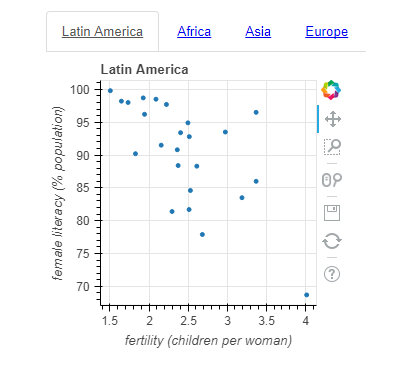 Latin America Africa Asia Europe
Latin America
female literacy (% population)
100
95
90
85
80
75
70
1.5 2 2.5 3 3.5 4
fertility (children per woman)